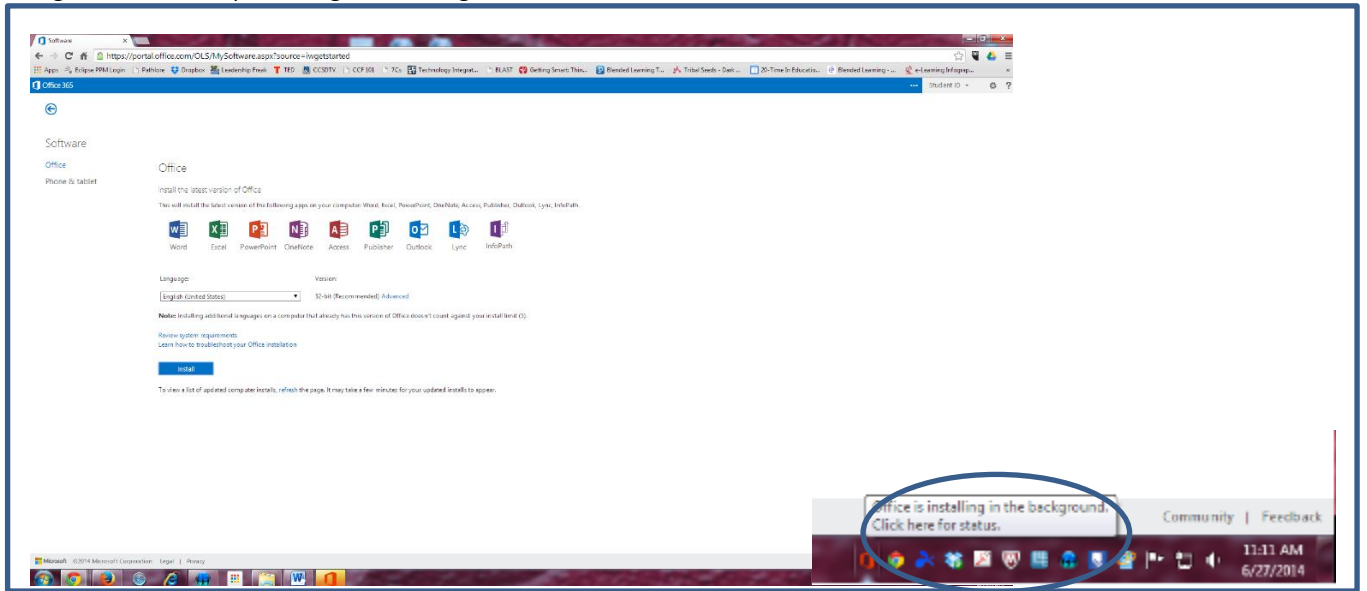 Software
https://portal.office.com/OLS/MySoftware.aspx?source=iwgetstarted
Apps Eclipse PPM Login Pathlore Dropbox Leadership Freak TED CCSDTV CCF 101 7Cs Technology Integrat... BLAST Getting Smart: Thin... Blended Learning T... Tribal Seeds - Dark ... 20-Time In Educatio... Blended Learning - ... e-Learning Infograp...
Office 365 Student ID ?
Software
Office
Phone & tablet
Office
Install the latest version of Office
This will install the latest version of the following apps on your computer: Word, Excel, PowerPoint, OneNote, Access, Publisher, Outlook, Lync, InfoPath.
Word Excel PowerPoint OneNote Access Publisher Outlook Lync InfoPath
Language: Version:
English (United States) 32-bit (Recommended) Advanced
Note: Installing additional languages on a computer that already has this version of Office doesn't count against your install limit (5).
Review system requirements
Learn how to troubleshoot your Office installation
Install
To view a list of updated computer installs, refresh the page. It may take a few minutes for your updated installs to appear.
Office is installing in the background.
Click here for status.
Community | Feedback
Microsoft ©2014 Microsoft Corporation Legal | Privacy
11:11 AM
6/27/2014